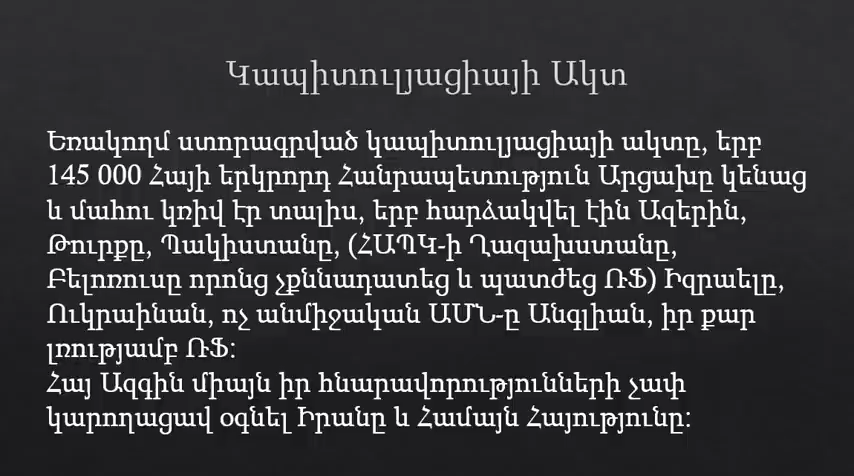 Կապիտուլյացիայի Ակտ
Եռակողմ ստորագրված կապիտուլյացիայի ակտը, երբ
145 000 Հայի երկրորդ Հանրապետություն Արցախը կենաց
և մահու կռիվ էր տալիս, երբ հարձակվել էին Ազերին,
Թուրքը, Պակիստանը, (ՀԱՊԿ-ի Ղազախստանը,
Բելոռուսը որոնց չքննադատեց և պատժեց ՌՖ) Իզրաելը,
Ուկրաինան, ոչ անմիջական ԱՄՆ-ը Անգլիան, իր քար
լռությամբ ՌՖ:
Հայ Ազգին միայն իր հնարավորությունների չափ
կարողացավ օգնել Իրանը և Համայն Հայությունը: